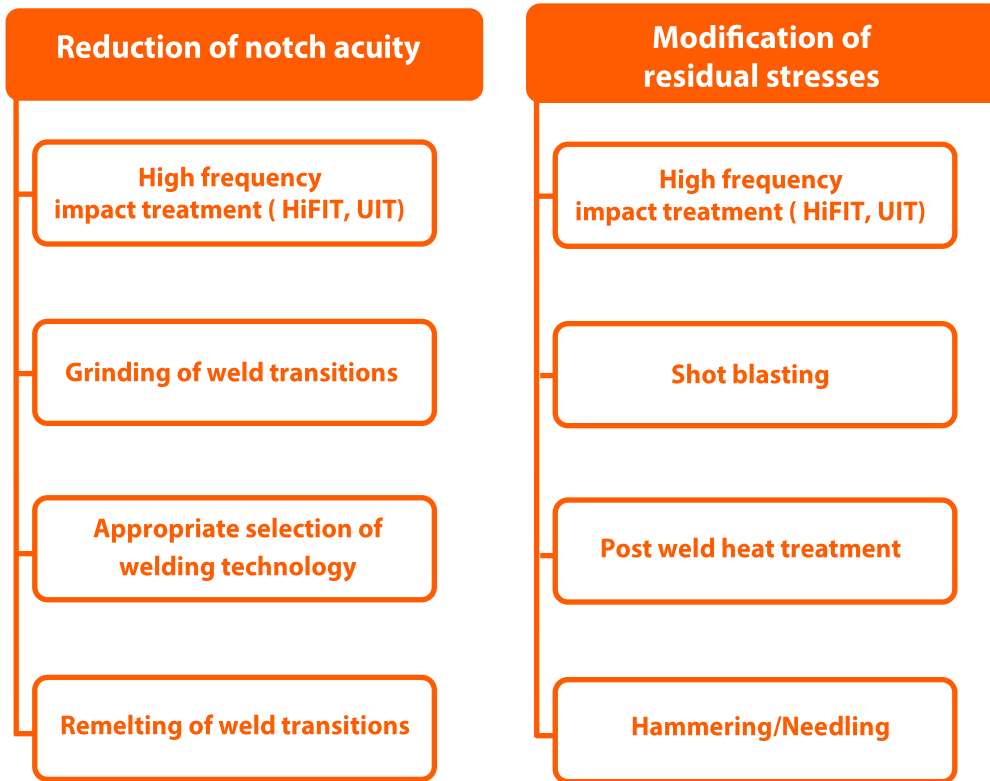 Reduction of notch acuity
High frequency
impact treatment ( HiFIT, UIT)
Grinding of weld transitions
Appropriate selection of
welding technology
Remelting of weld transitions
Modification of
residual stresses
High frequency
impact treatment ( HiFIT, UIT)
Shot blasting
Post weld heat treatment
Hammering/Needling